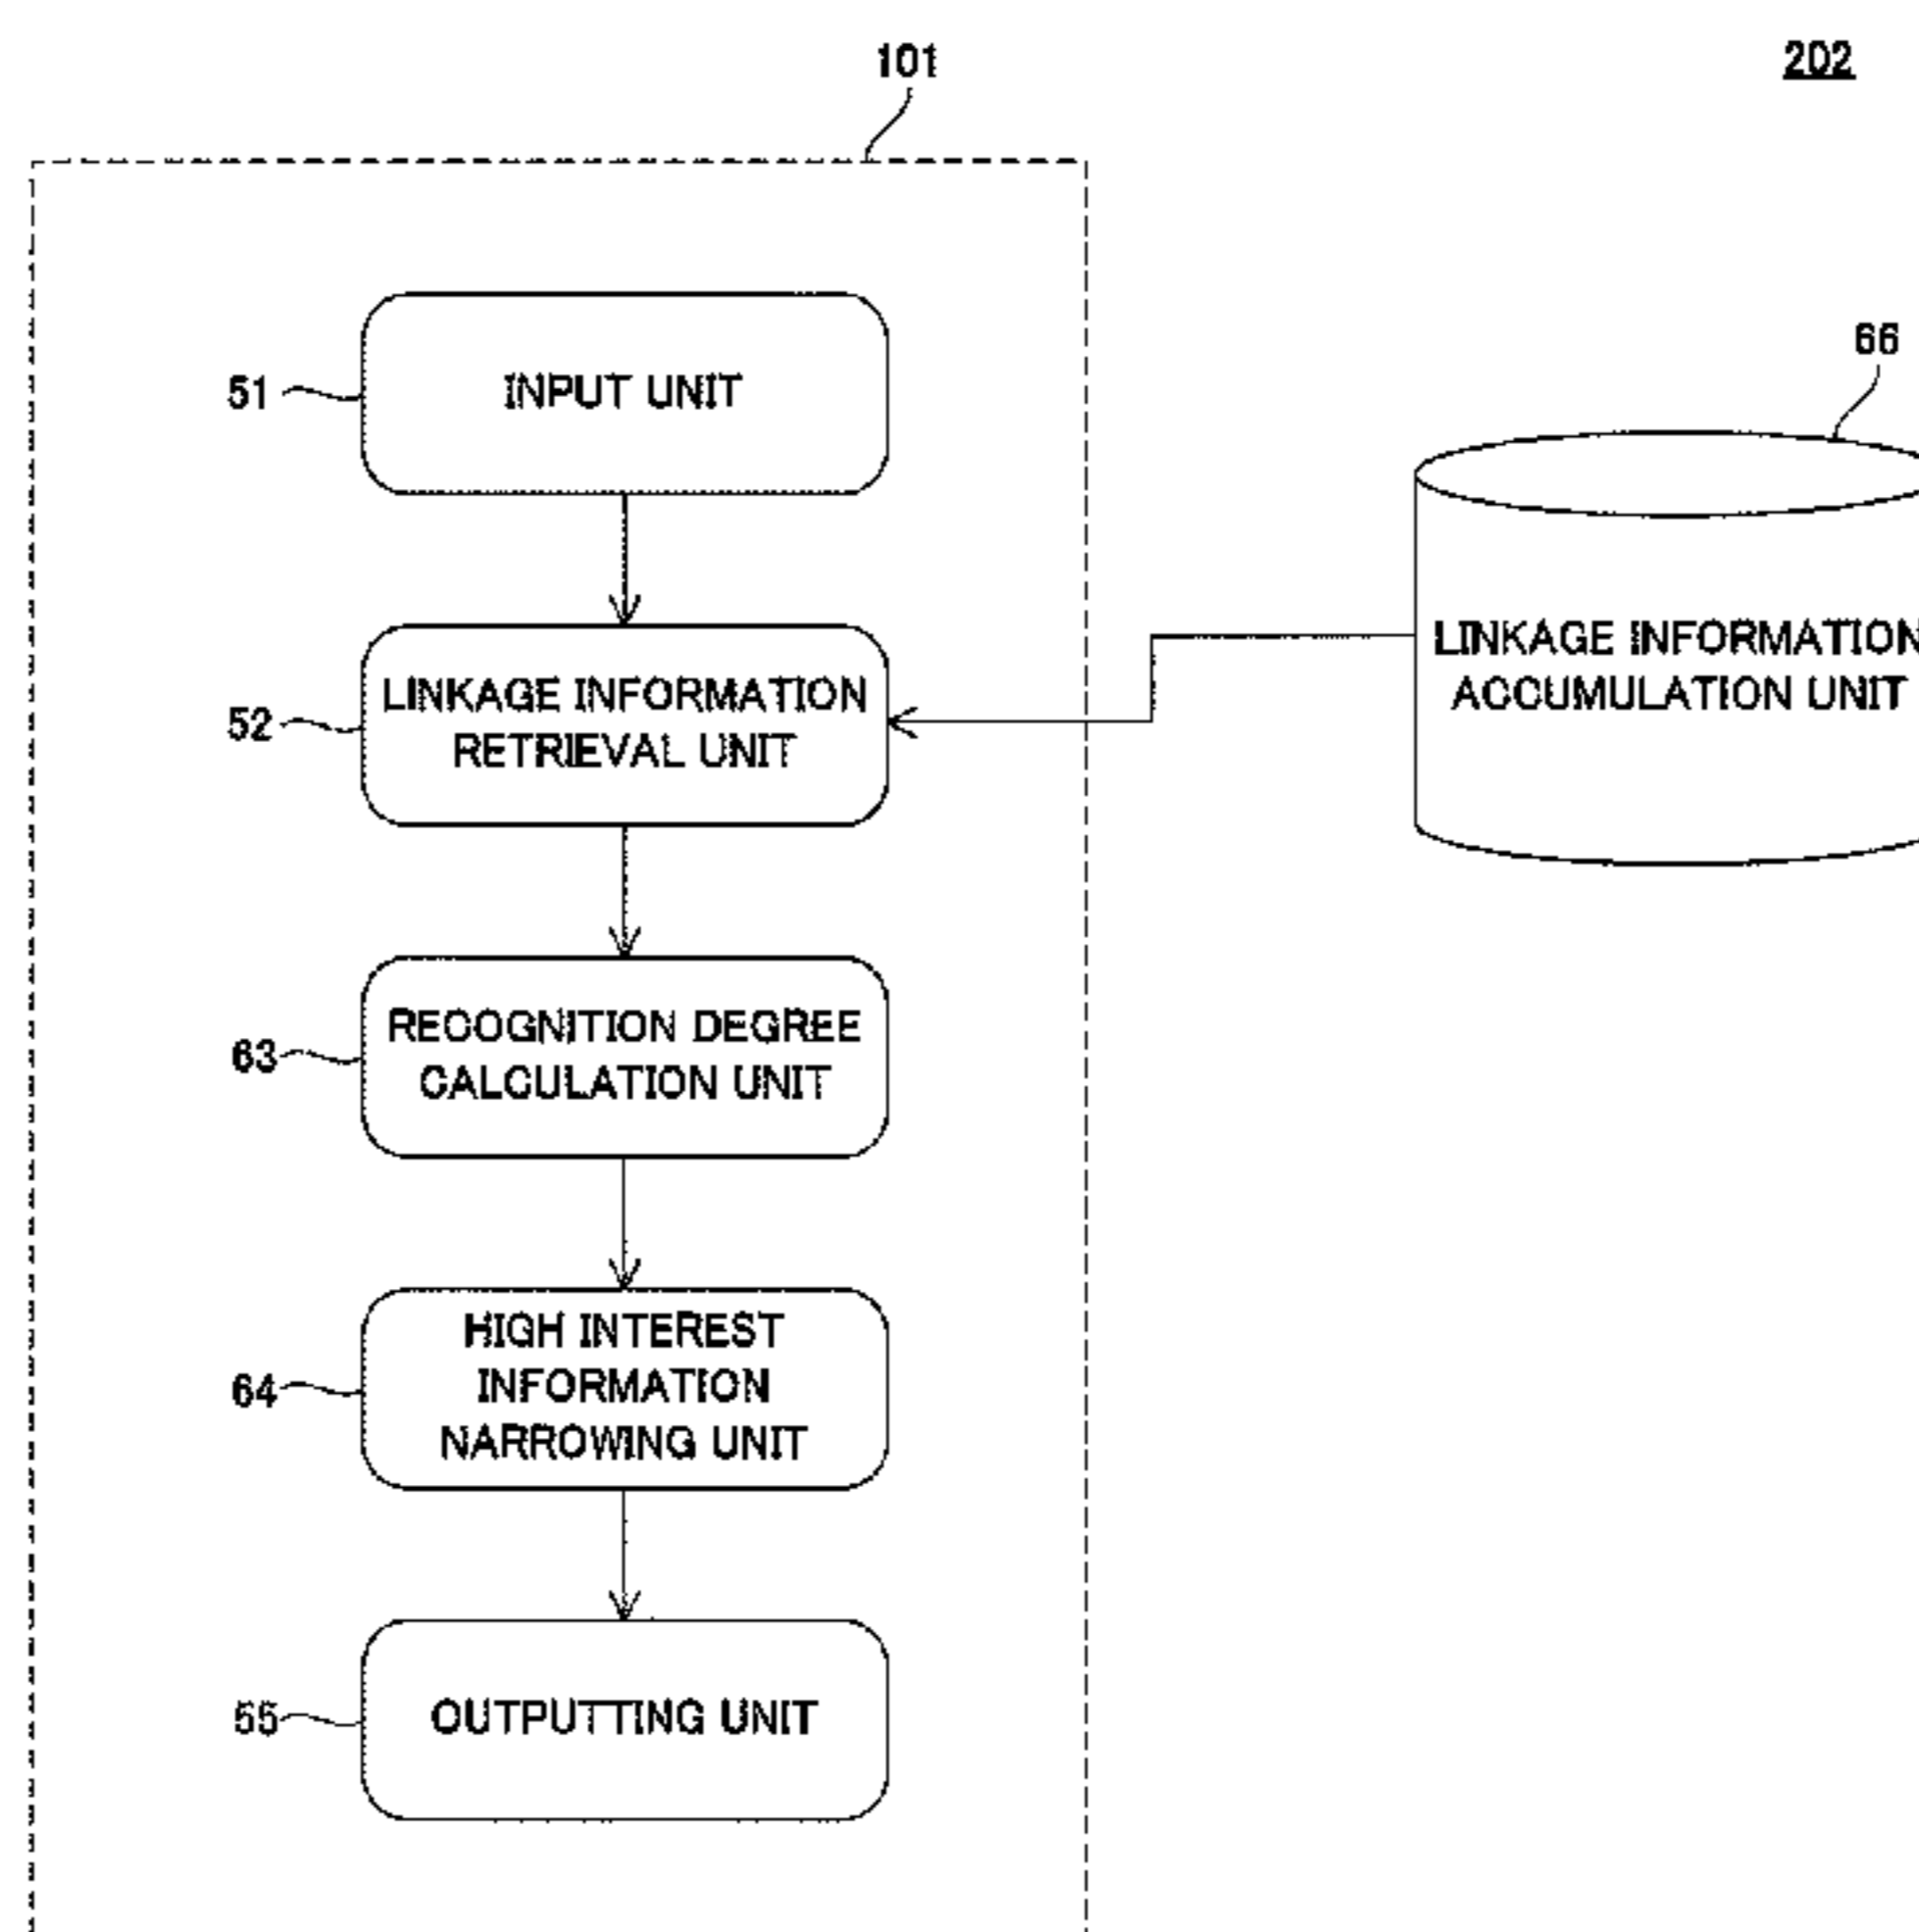 101
202
51
INPUT UNIT
66
52
LINKAGE INFORMATION
RETRIEVAL UNIT
LINKAGE INFORMATION
ACCUMULATION UNIT
63
RECOGNITION DEGREE
CALCULATION UNIT
64
HIGH INTEREST
INFORMATION
NARROWING UNIT
55
OUTPUTTING UNIT